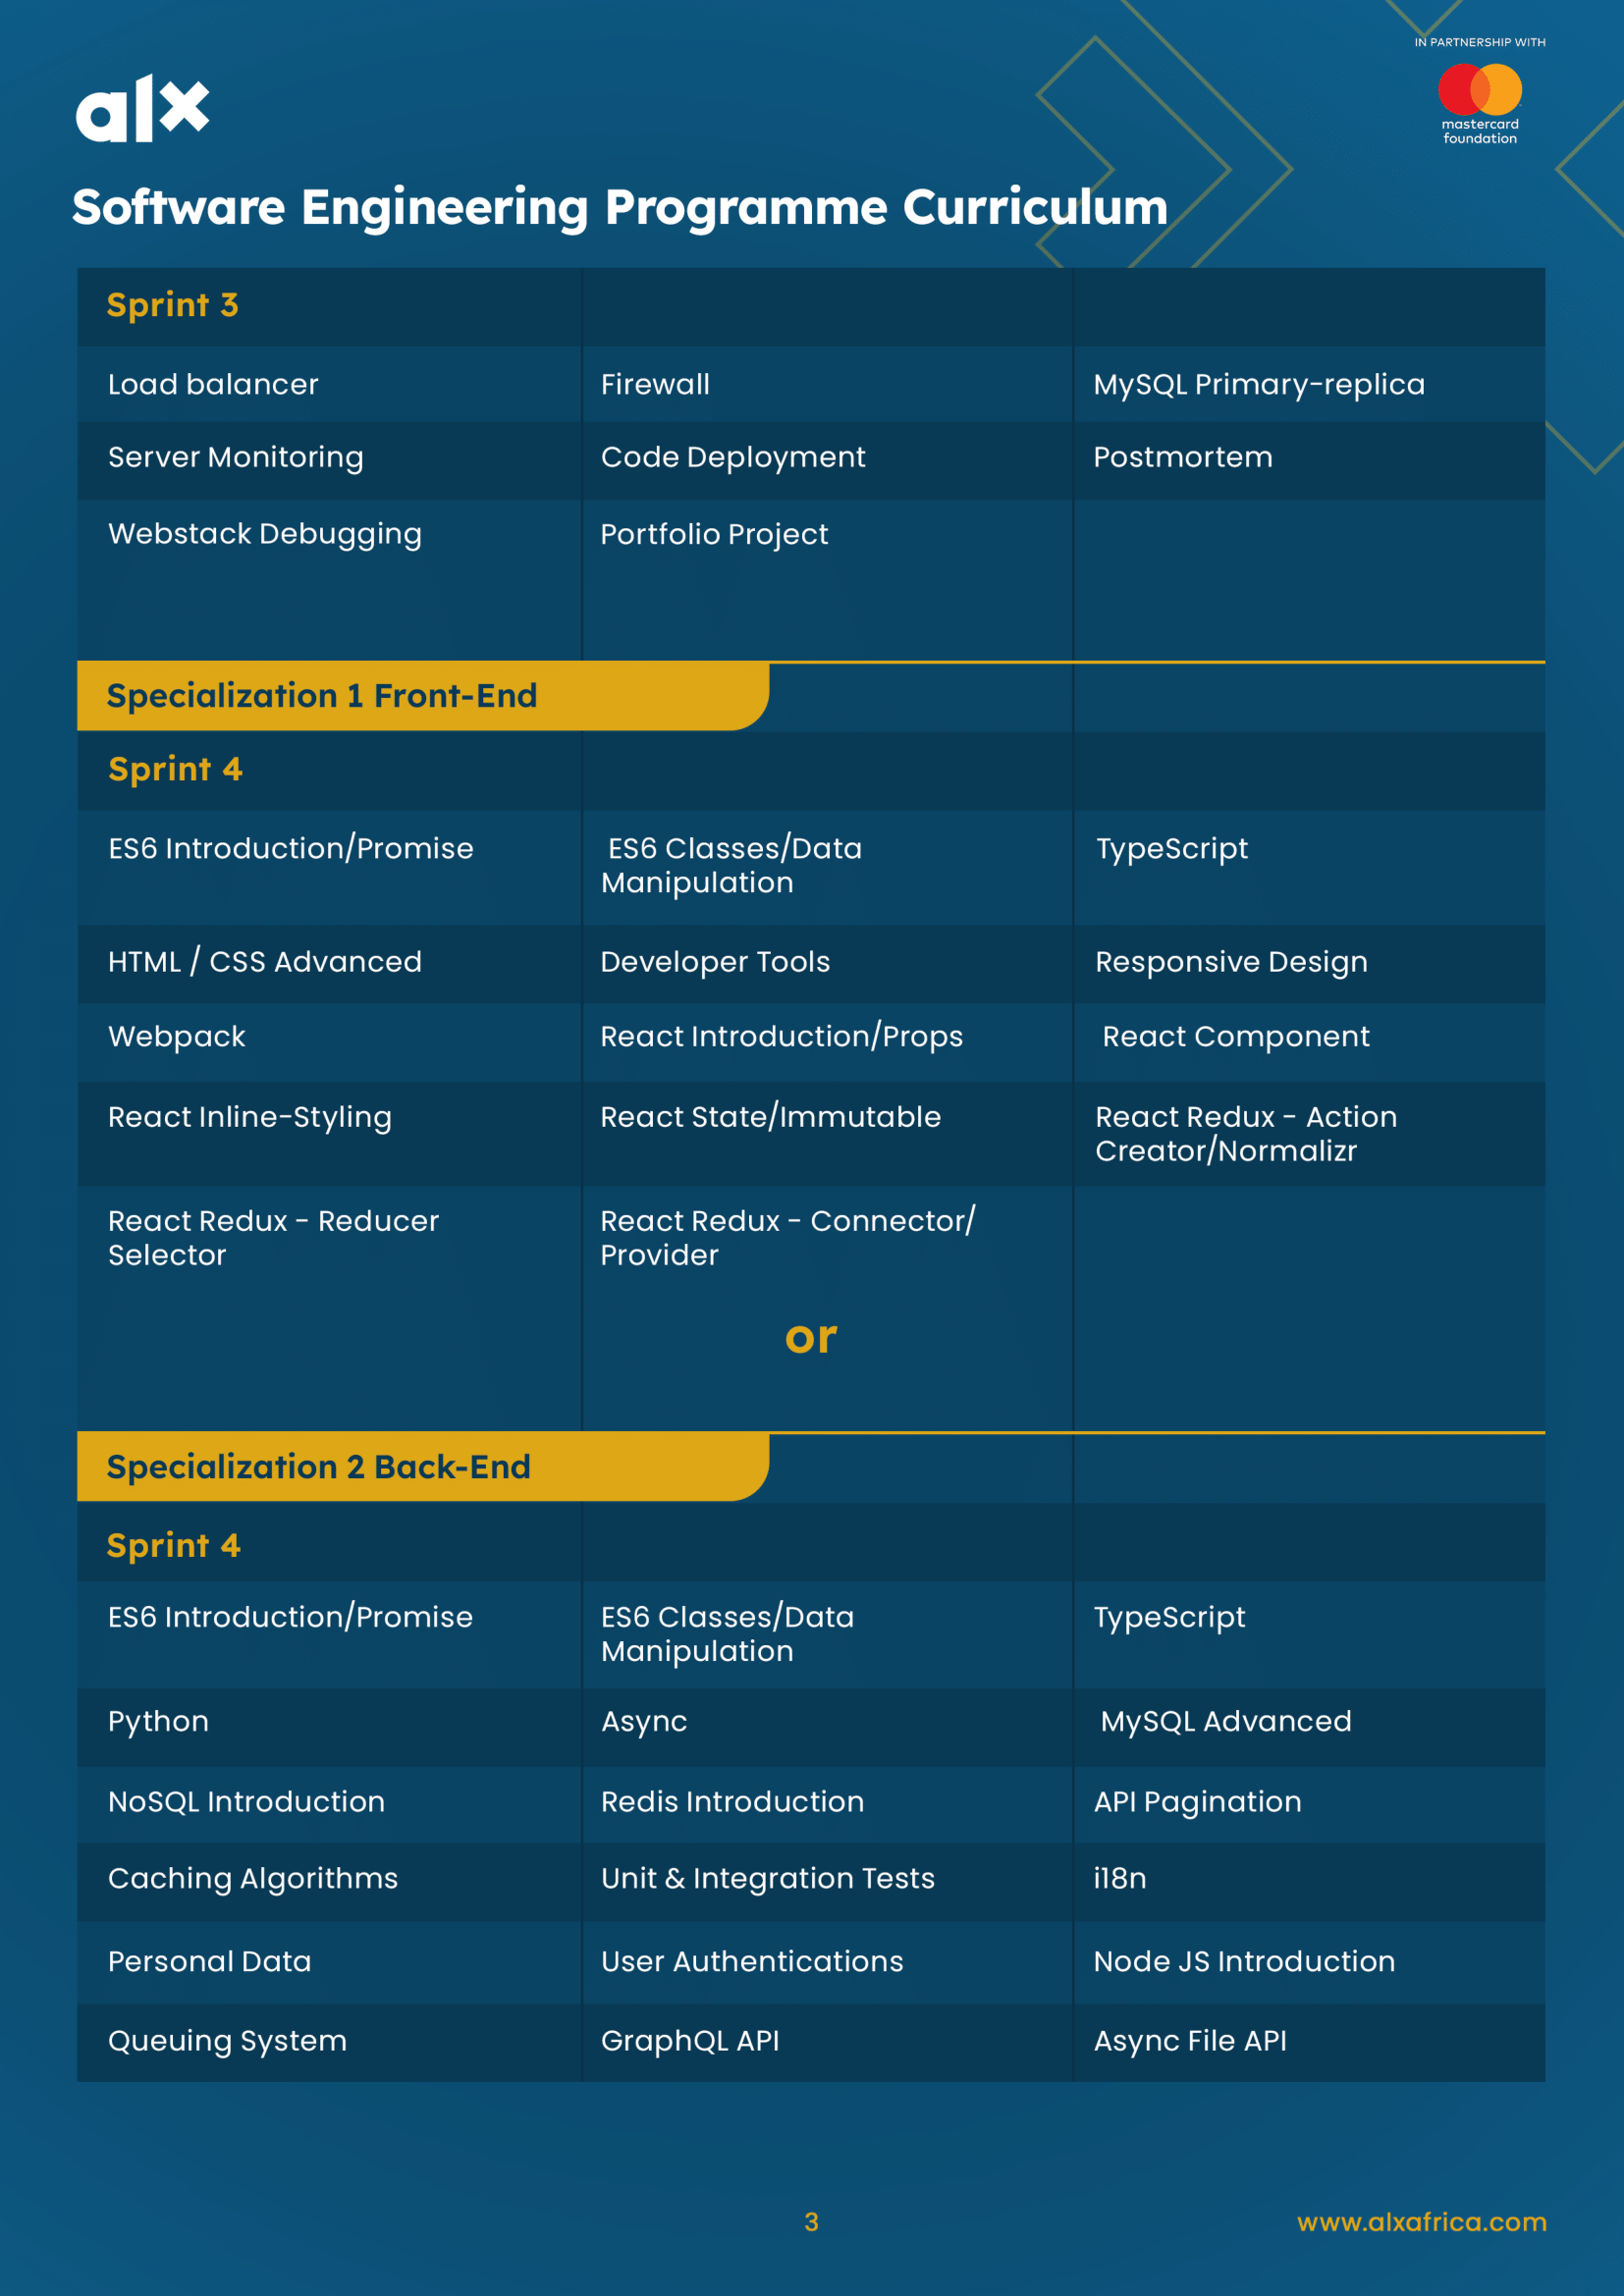 IN PARTNERSHIP WITH
alx
mastercard
foundation
Software Engineering Programme Curriculum
Sprint 3
Load balancer
Firewall
MySQL Primary-replica
Server Monitoring
Code Deployment
Postmortem
Webstack Debugging
Portfolio Project
Specialization 1 Front-End
Sprint 4
ES6 Introduction/Promise
ES6 Classes/Data
Manipulation
TypeScript
HTML / CSS Advanced
Developer Tools
Responsive Design
Webpack
React Introduction/Props
React Component
React Inline-Styling
React State/Immutable
React Redux - Action
Creator/Normalizr
React Redux - Reducer
Selector
React Redux - Connector/
Provider
or
Specialization 2 Back-End
Sprint 4
ES6 Introduction/Promise
ES6 Classes/Data
Manipulation
TypeScript
Python
Async
MySQL Advanced
NoSQL Introduction
Redis Introduction
API Pagination
Caching Algorithms
Unit & Integration Tests
i18n
Personal Data
User Authentications
Node JS Introduction
Queuing System
GraphQL API
Async File API
3
www.alxafrica.com